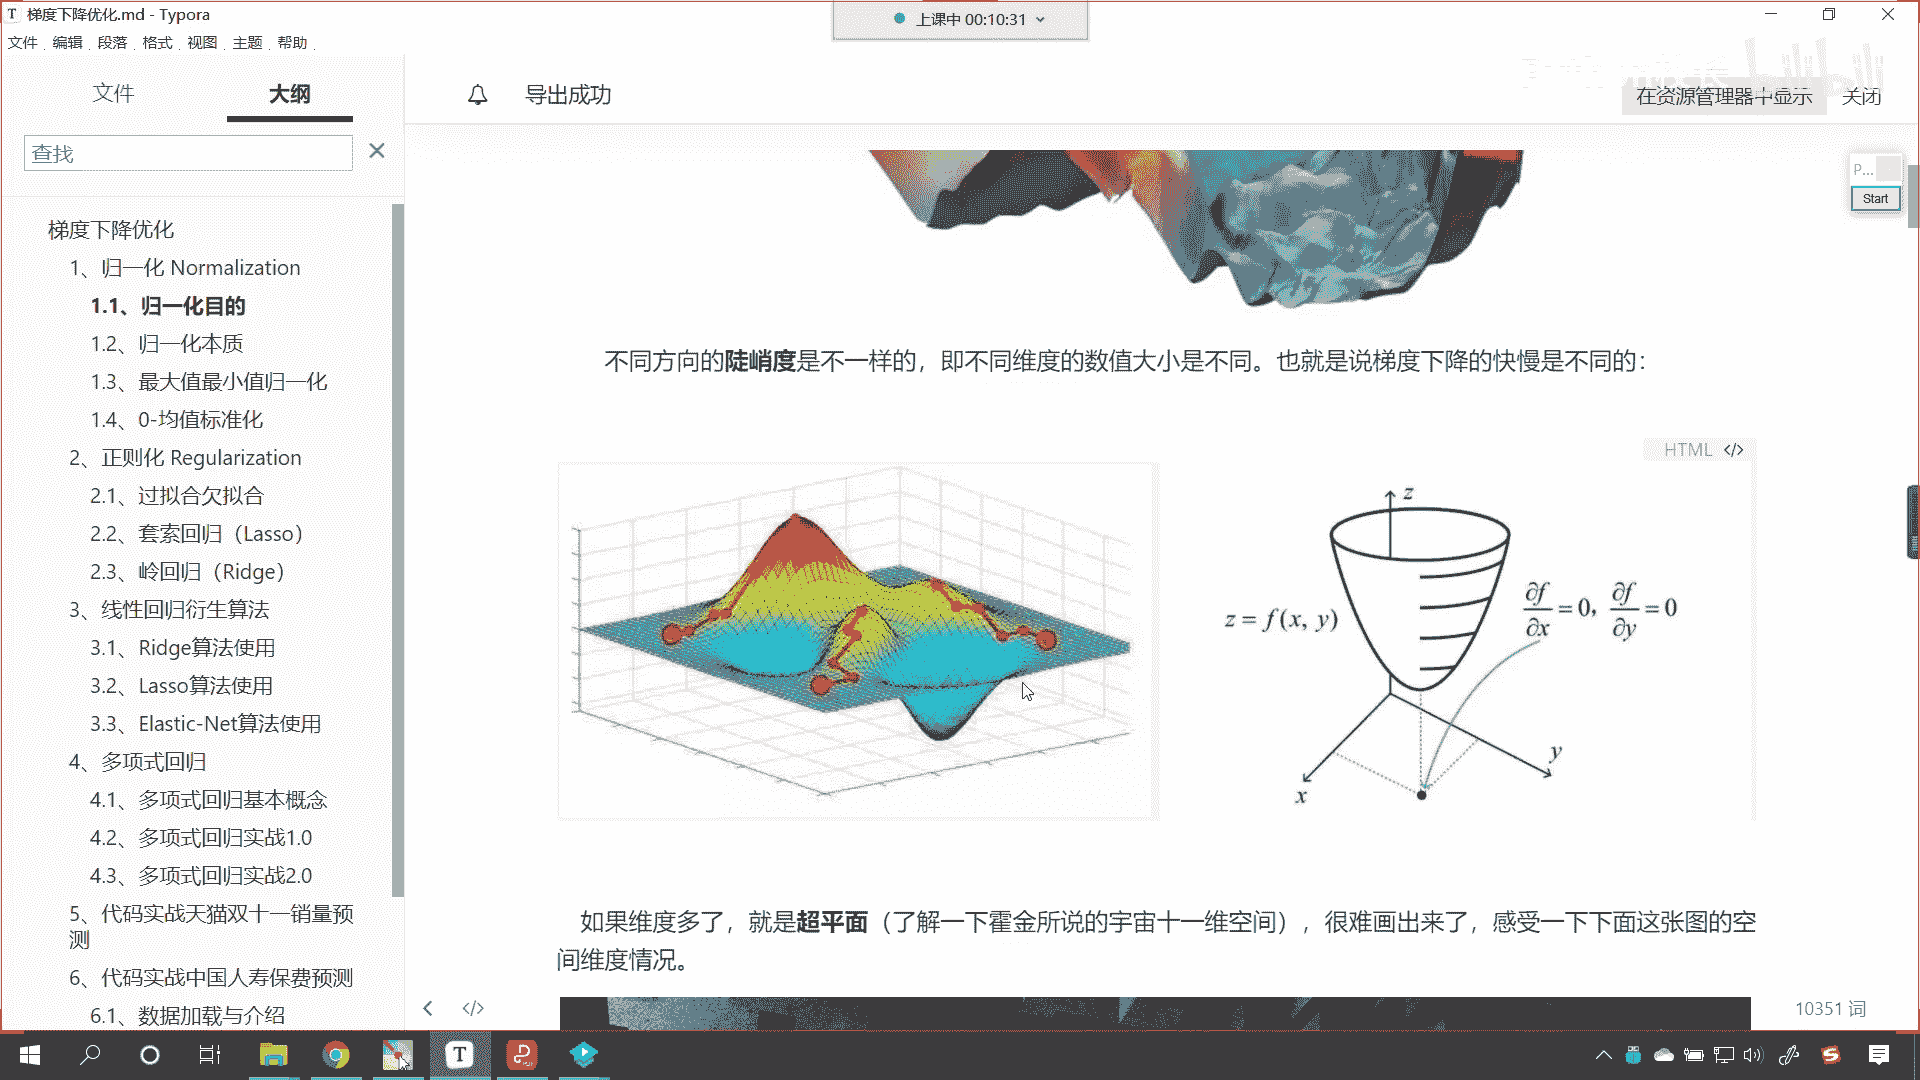 梯度下降优化.md - Typora
上课中 00:10:31
文件 编辑 段落 格式 视图 主题 帮助
文件 大纲
导出成功
在资源管理器中显示 关闭
查找
P...
Start
梯度下降优化
1、归一化 Normalization
1.1、归一化目的
1.2、归一化本质
1.3、最大值最小值归一化
1.4、0-均值标准化
2、正则化 Regularization
2.1、过拟合欠拟合
2.2、套索回归（Lasso）
2.3、岭回归（Ridge）
3、线性回归衍生算法
3.1、Ridge算法使用
3.2、Lasso算法使用
3.3、Elastic-Net算法使用
4、多项式回归
4.1、多项式回归基本概念
4.2、多项式回归实战1.0
4.3、多项式回归实战2.0
5、代码实战天猫双十一销量预
测
6、代码实战中国人寿保费预测
6.1、数据加载与介绍
不同方向的陡峭度是不一样的，即不同维度的数值大小是不同。也就是说梯度下降的快慢是不同的：
HTML </>
z
z = f(x, y)
∂f/∂x = 0, ∂f/∂y = 0
y
x
如果维度多了，就是超平面（了解一下霍金所说的宇宙十一维空间），很难画出来了，感受一下下面这张图的空
间维度情况。
10351 词